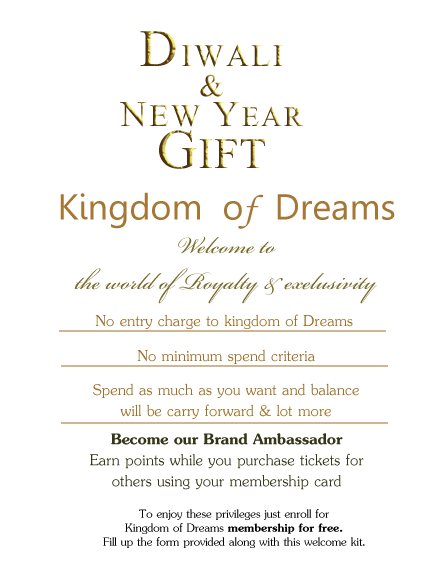 Diwali
&
New Year
Gift
Kingdom of Dreams
Welcome to
the world of Royalty & exelusivity
No entry charge to kingdom of Dreams
No minimum spend criteria
Spend as much as you want and balance
will be carry forward & lot more
Become our Brand Ambassador
Earn points while you purchase tickets for
others using your membership card
To enjoy these privileges just enroll for
Kingdom of Dreams membership for free.
Fill up the form provided along with this welcome kit.